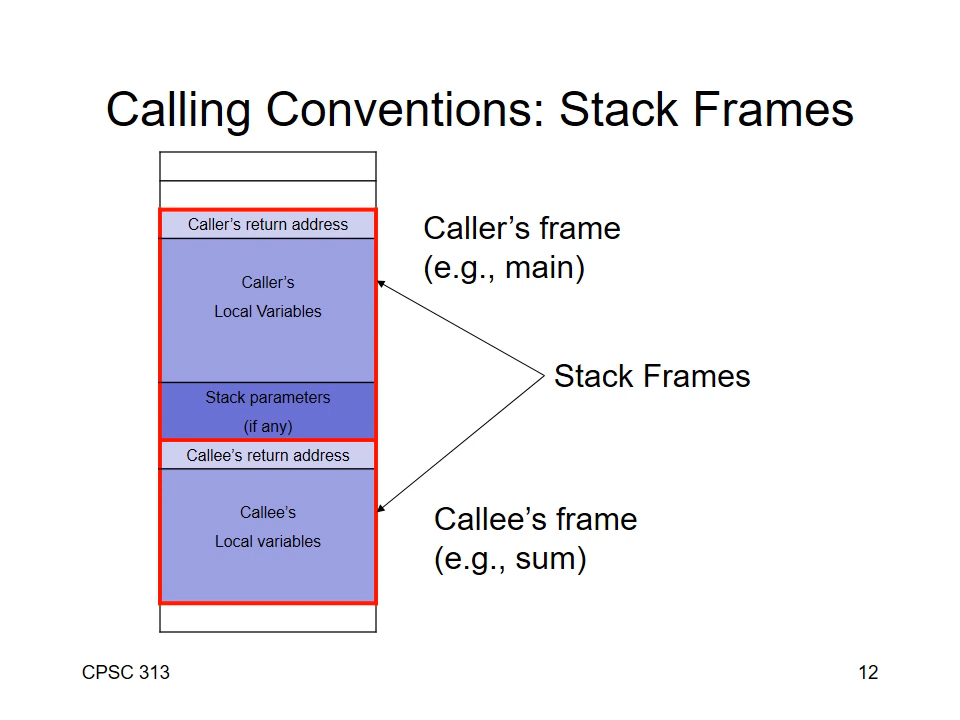 Calling Conventions: Stack Frames
Caller’s return address
Caller’s
Local Variables
Stack parameters
(if any)
Callee’s return address
Callee’s
Local variables
Caller’s frame
(e.g., main)
Stack Frames
Callee’s frame
(e.g., sum)
CPSC 313
12